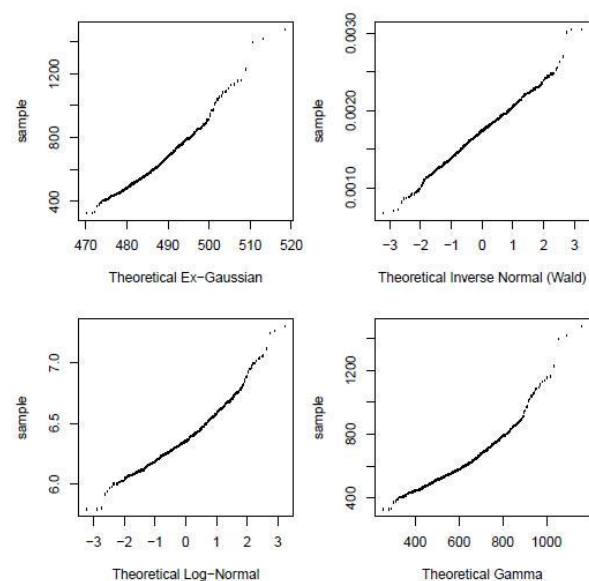 sample
400 800 1200
470 480 490 500 510 520
Theoretical Ex-Gaussian
sample
0.0010 0.0020 0.0030
-3 -2 -1 0 1 2 3
Theoretical Inverse Normal (Wald)
sample
6.0 6.5 7.0
-3 -2 -1 0 1 2 3
Theoretical Log-Normal
sample
400 800 1200
400 600 800 1000
Theoretical Gamma